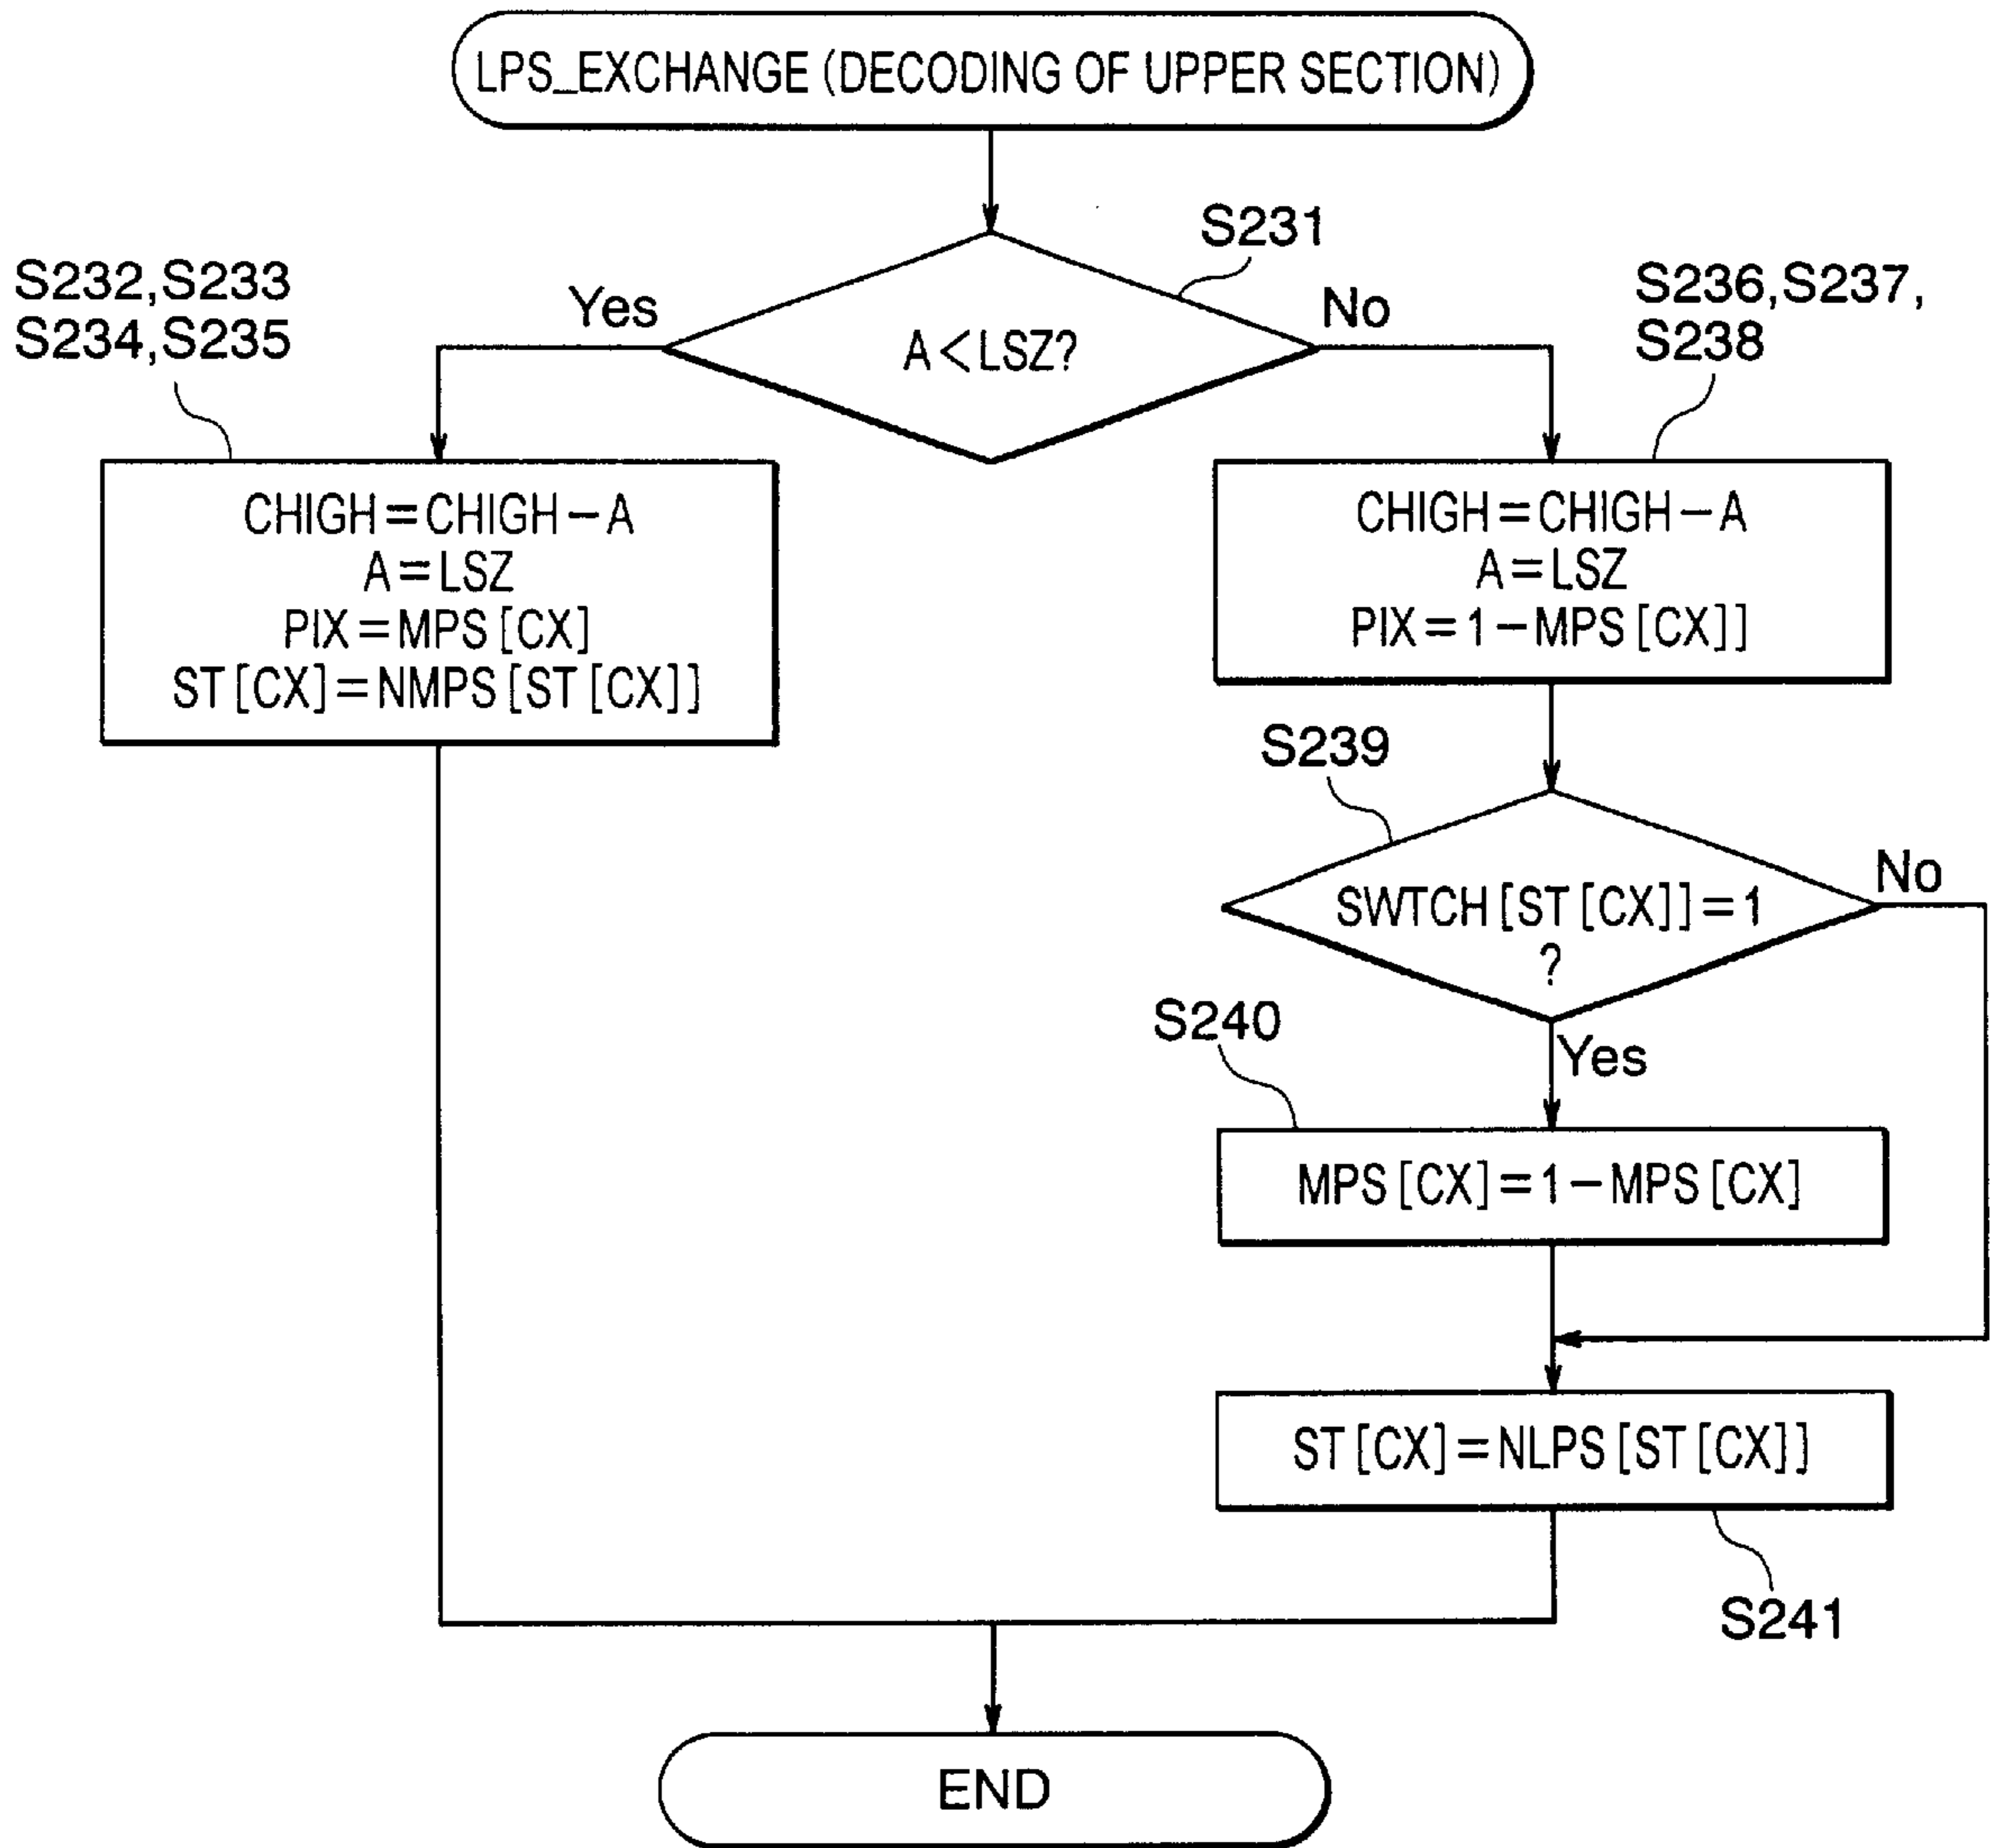 LPS_EXCHANGE (DECODING OF UPPER SECTION)
S231
S232,S233
S234,S235
Yes
No
S236,S237,
S238
A<LSZ?
CHIGH=CHIGH-A
A=LSZ
PIX=MPS[CX]
ST[CX]=NMPS[ST[CX]]
CHIGH=CHIGH-A
A=LSZ
PIX=1-MPS[CX]]
S239
SWTCH[ST[CX]]=1
?
No
S240
Yes
MPS[CX]=1-MPS[CX]
ST[CX]=NLPS[ST[CX]]
S241
END